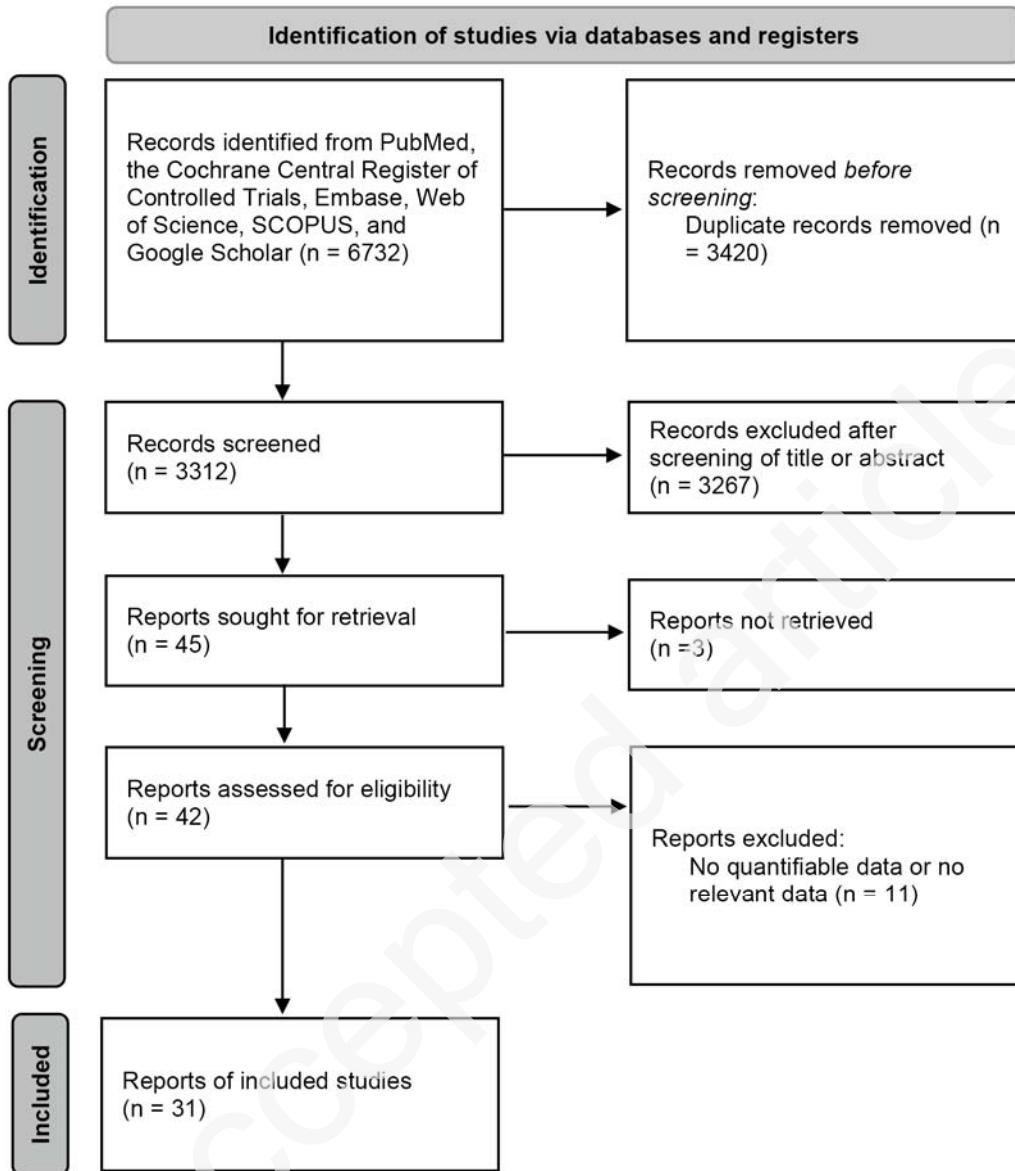 Identification of studies via databases and registers
Identification
Records identified from PubMed,
the Cochrane Central Register of
Controlled Trials, Embase, Web
of Science, SCOPUS, and
Google Scholar (n = 6732)
Records removed before
screening:
Duplicate records removed (n
= 3420)
Screening
Records screened
(n = 3312)
Records excluded after
screening of title or abstract
(n = 3267)
Reports sought for retrieval
(n = 45)
Reports not retrieved
(n =3)
Reports assessed for eligibility
(n = 42)
Reports excluded:
No quantifiable data or no
relevant data (n = 11)
Included
Reports of included studies
(n = 31)
ccepted article